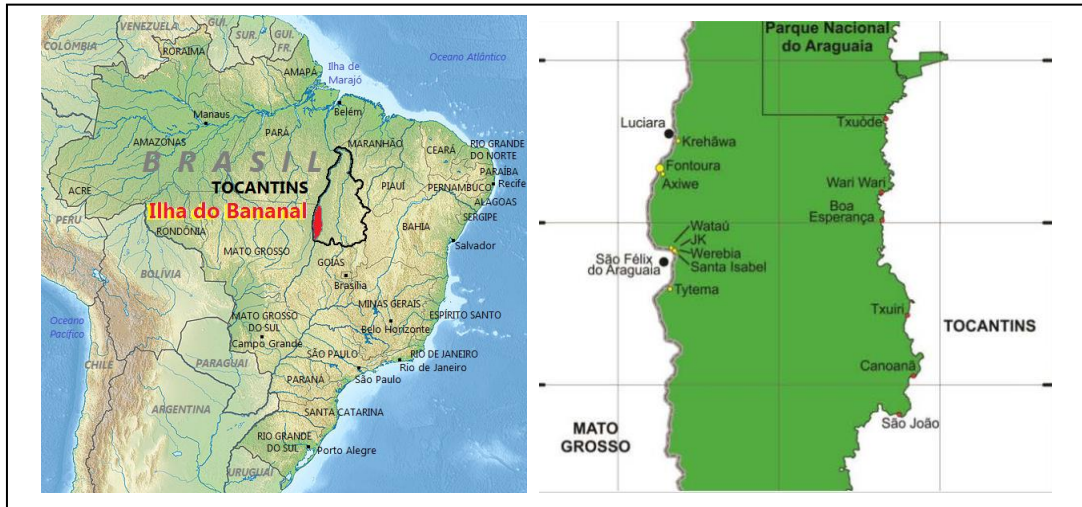 VENEZUELA
GUI.
SUR.
GUI.
FR.
COLÔMBIA
RORAIMA
AMAPÁ
Ilha de
Marajó
Oceano Atlântico
Manaus
Belém
AMAZONAS
PARÁ
MARANHÃO
CEARÁ
RIO GRANDE
DO NORTE
BRASIL
PARAÍBA
TOCANTINS
PIAUÍ
PERNAMBUCO
Recife
ACRE
ALAGOAS
Ilha do Bananal
SERGIPE
PERU
RONDÔNIA
BAHIA
MATO GROSSO
Salvador
GOIÁS
BOLÍVIA
Brasília
MINAS GERAIS
MATO GROSSO
DO SUL
ESPÍRITO SANTO
Oceano
Pacífico
Belo Horizonte
Campo Grande
SÃO PAULO
RIO DE JANEIRO
Rio de Janeiro
PARAGUAI
CHILE
PARANÁ
São Paulo
ARGENTINA
SANTA CATARINA
RIO GRANDE
DO SUL
Porto Alegre
URUGUAI
Parque Nacional
do Araguaia
Luciara
Txuòde
Krehãwa
Fontoura
Axiwe
Wari Wari
Boa
Esperança
Wataú
JK
Werebia
Santa Isabel
São Félix
do Araguaia
Tytema
Txuiri
TOCANTINS
Canoanã
São João
MATO
GROSSO